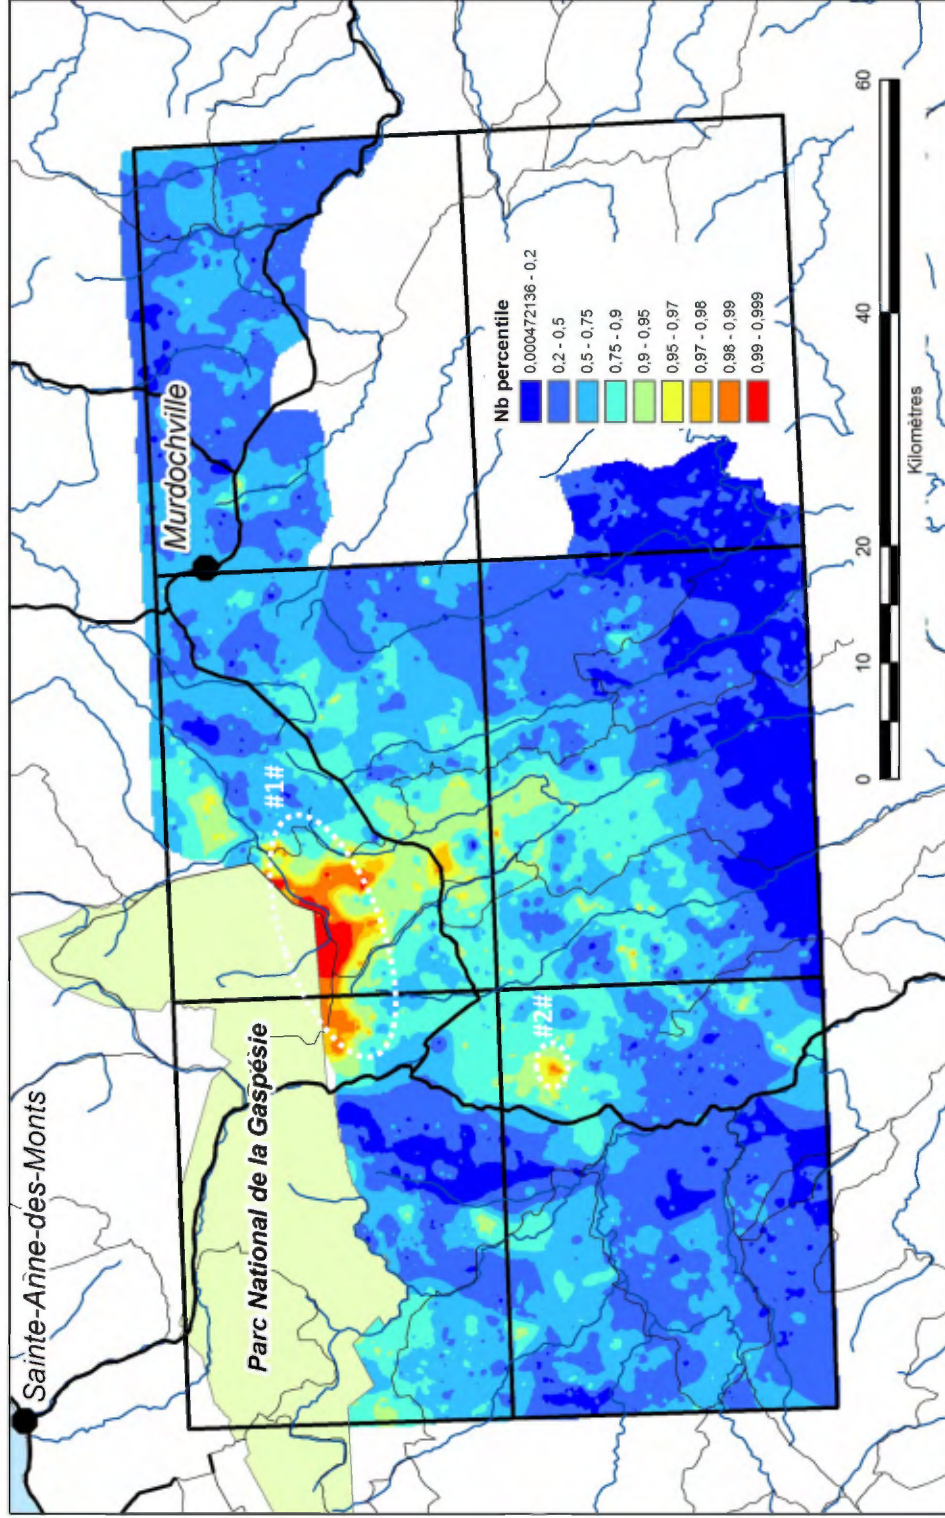 Sainte-Anne-des-Monts
Murdochville
Parc National de la Gaspésie
#1#
#2#
Nb percentile
0,000472136 - 0,2
0,2 - 0,5
0,5 - 0,75
0,75 - 0,9
0,9 - 0,95
0,95 - 0,97
0,97 - 0,98
0,98 - 0,99
0,99 - 0,999
0 10 20 40 60
Kilomètres